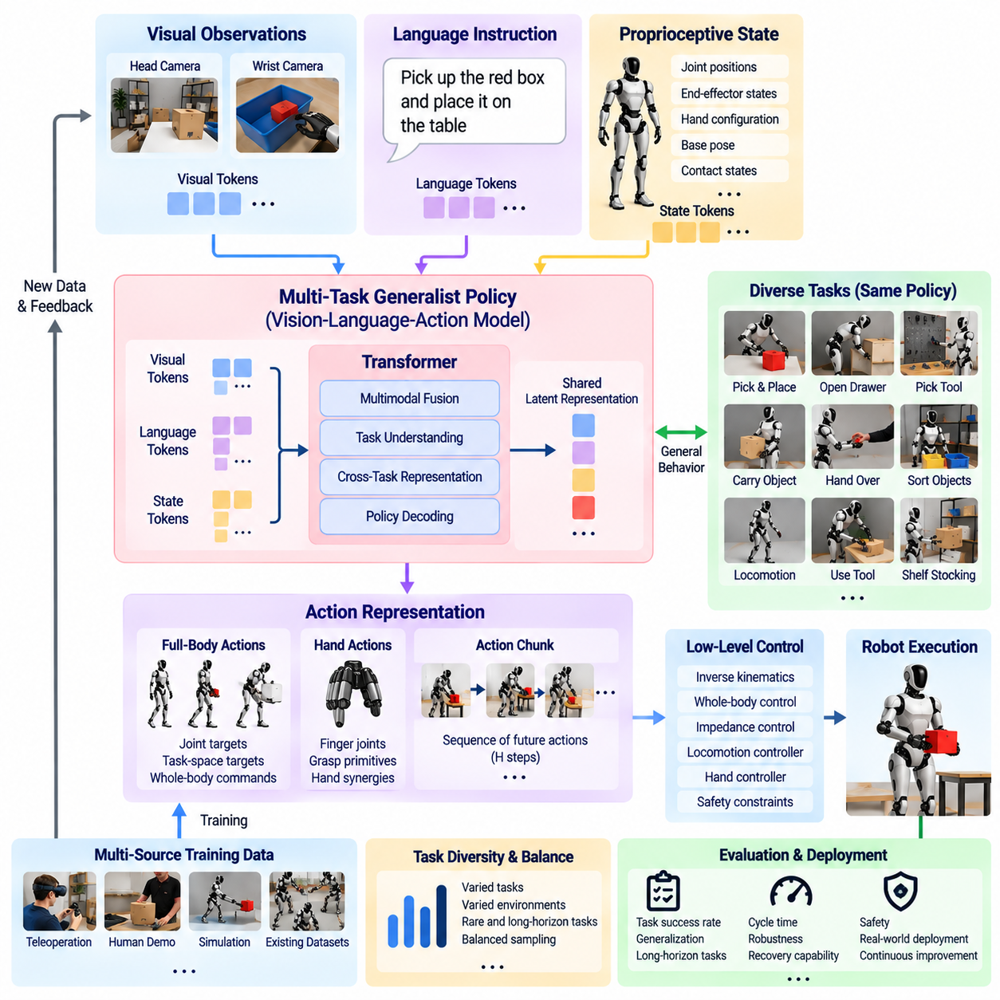 Visual Observations
Head Camera
Wrist Camera
Visual Tokens
...
Language Instruction
Pick up the red box
and place it on
the table
Language Tokens
...
Proprioceptive State
Joint positions
End-effector states
Hand configuration
Base pose
Contact states
...
State Tokens
...
New Data
& Feedback
Multi-Task Generalist Policy
(Vision-Language-Action Model)
Visual
Tokens
...
Language
Tokens
...
State
Tokens
...
Transformer
Multimodal Fusion
Task Understanding
Cross-Task Representation
Policy Decoding
Shared
Latent Representation
...
General
Behavior
Diverse Tasks (Same Policy)
Pick & Place
Open Drawer
Pick Tool
Carry Object
Hand Over
Sort Objects
Locomotion
Use Tool
Shelf Stocking
...
Action Representation
Full-Body Actions
Joint targets
Task-space targets
Whole-body commands
Hand Actions
Finger joints
Grasp primitives
Hand synergies
Action Chunk
...
Sequence of future actions
(H steps)
...
Low-Level Control
Inverse kinematics
Whole-body control
Impedance control
Locomotion controller
Hand controller
Safety constraints
Robot Execution
Training
Multi-Source Training Data
Teleoperation
Human Demo
Simulation
Existing Datasets
...
Task Diversity & Balance
Varied tasks
Varied environments
Rare and long-horizon tasks
Balanced sampling
...
Evaluation & Deployment
Task success rate
Generalization
Long-horizon tasks
Cycle time
Robustness
Recovery capability
Safety
Real-world deployment
Continuous improvement
...